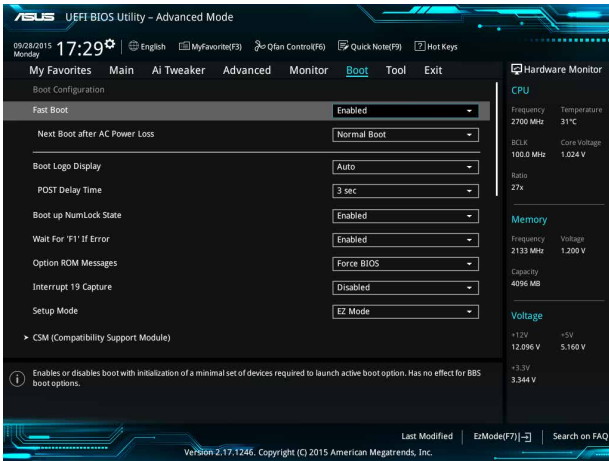 ASUS UEFI BIOS Utility – Advanced Mode
09/28/2015 Monday 17:29 English MyFavorite(F3) Qfan Control(F6) Quick Note(F9) ? Hot Keys
My Favorites Main Ai Tweaker Advanced Monitor Boot Tool Exit
Boot Configuration
Fast Boot Enabled
Next Boot after AC Power Loss Normal Boot
Boot Logo Display Auto
POST Delay Time 3 sec
Boot up NumLock State Enabled
Wait For 'F1' If Error Enabled
Option ROM Messages Force BIOS
Interrupt 19 Capture Disabled
Setup Mode EZ Mode
> CSM (Compatibility Support Module)
Enables or disables boot with initialization of a minimal set of devices required to launch active boot option. Has no effect for BBS
boot options.
Hardware Monitor
CPU
Frequency Temperature
2700 MHz 31°C
BCLK Core Voltage
100.0 MHz 1.024 V
Ratio
27x
Memory
Frequency Voltage
2133 MHz 1.200 V
Capacity
4096 MB
Voltage
+12V +5V
12.096 V 5.160 V
+3.3V
3.344 V
Last Modified EzMode(F7) Search on FAQ
Version 2.17.1246. Copyright (C) 2015 American Megatrends, Inc.